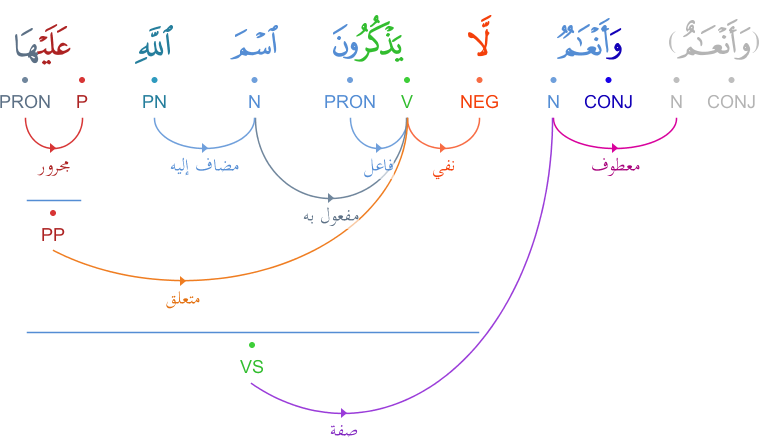 (وَأَنْعَٰمٌ) وَأَنْعَٰمٌ لَّا يَذْكُرُونَ ٱسْمَ ٱللَّهِ عَلَيْهَا
PRON P PN N PRON V NEG N CONJ N CONJ
معطوف نفي فاعل مضاف إليه مجرور
مفعول به
PP
متعلق
VS
صفة